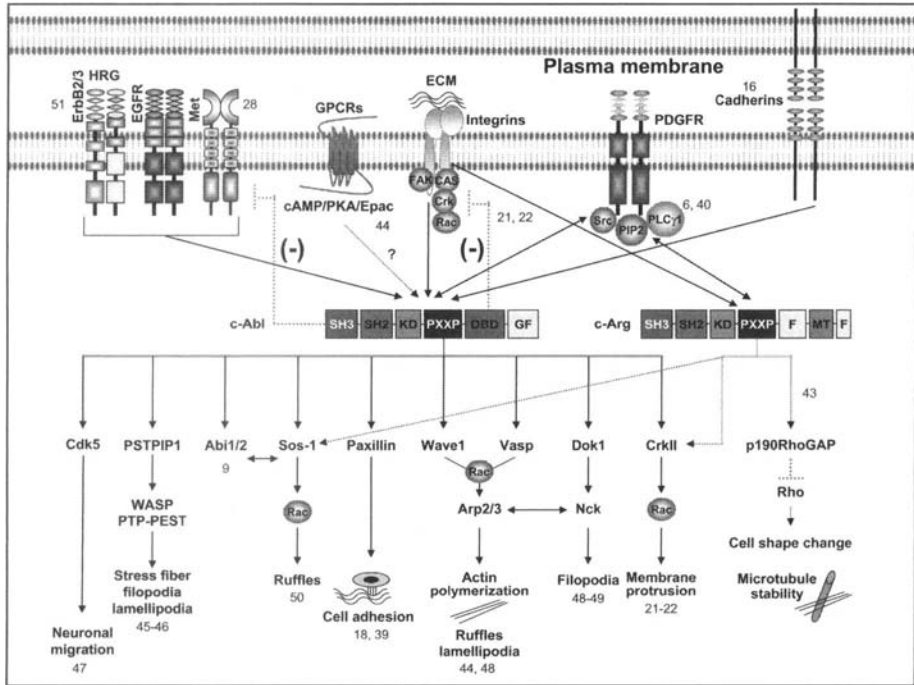 Plasma membrane
HRG
ErbB2/3
51
EGFR
Met
28
GPCRs
cAMP/PKA/Epac
44
?
ECM
Integrins
FAK
CAS
Crk
Rac
21, 22
(-)
(-)
PDGFR
Src
PIP2
PLCγ1
6, 40
16
Cadherins
c-Abl
SH3 SH2 KD PXXP DBD GF
c-Arg
SH3 SH2 KD PXXP F MT F
43
Cdk5
PSTPIP1
Abi1/2
9
Sos-1
Paxillin
Wave1
Vasp
Dok1
CrkII
p190RhoGAP
Rac
WASP
PTP-PEST
Rac
Arp2/3
Nck
Rac
Rho
Cell shape change
Stress fiber
filopodia
lamellipodia
45-46
Ruffles
50
Cell adhesion
18, 39
Actin
polymerization
Filopodia
48-49
Membrane
protrusion
21-22
Microtubule
stability
Neuronal
migration
47
Ruffles
lamellipodia
44, 48